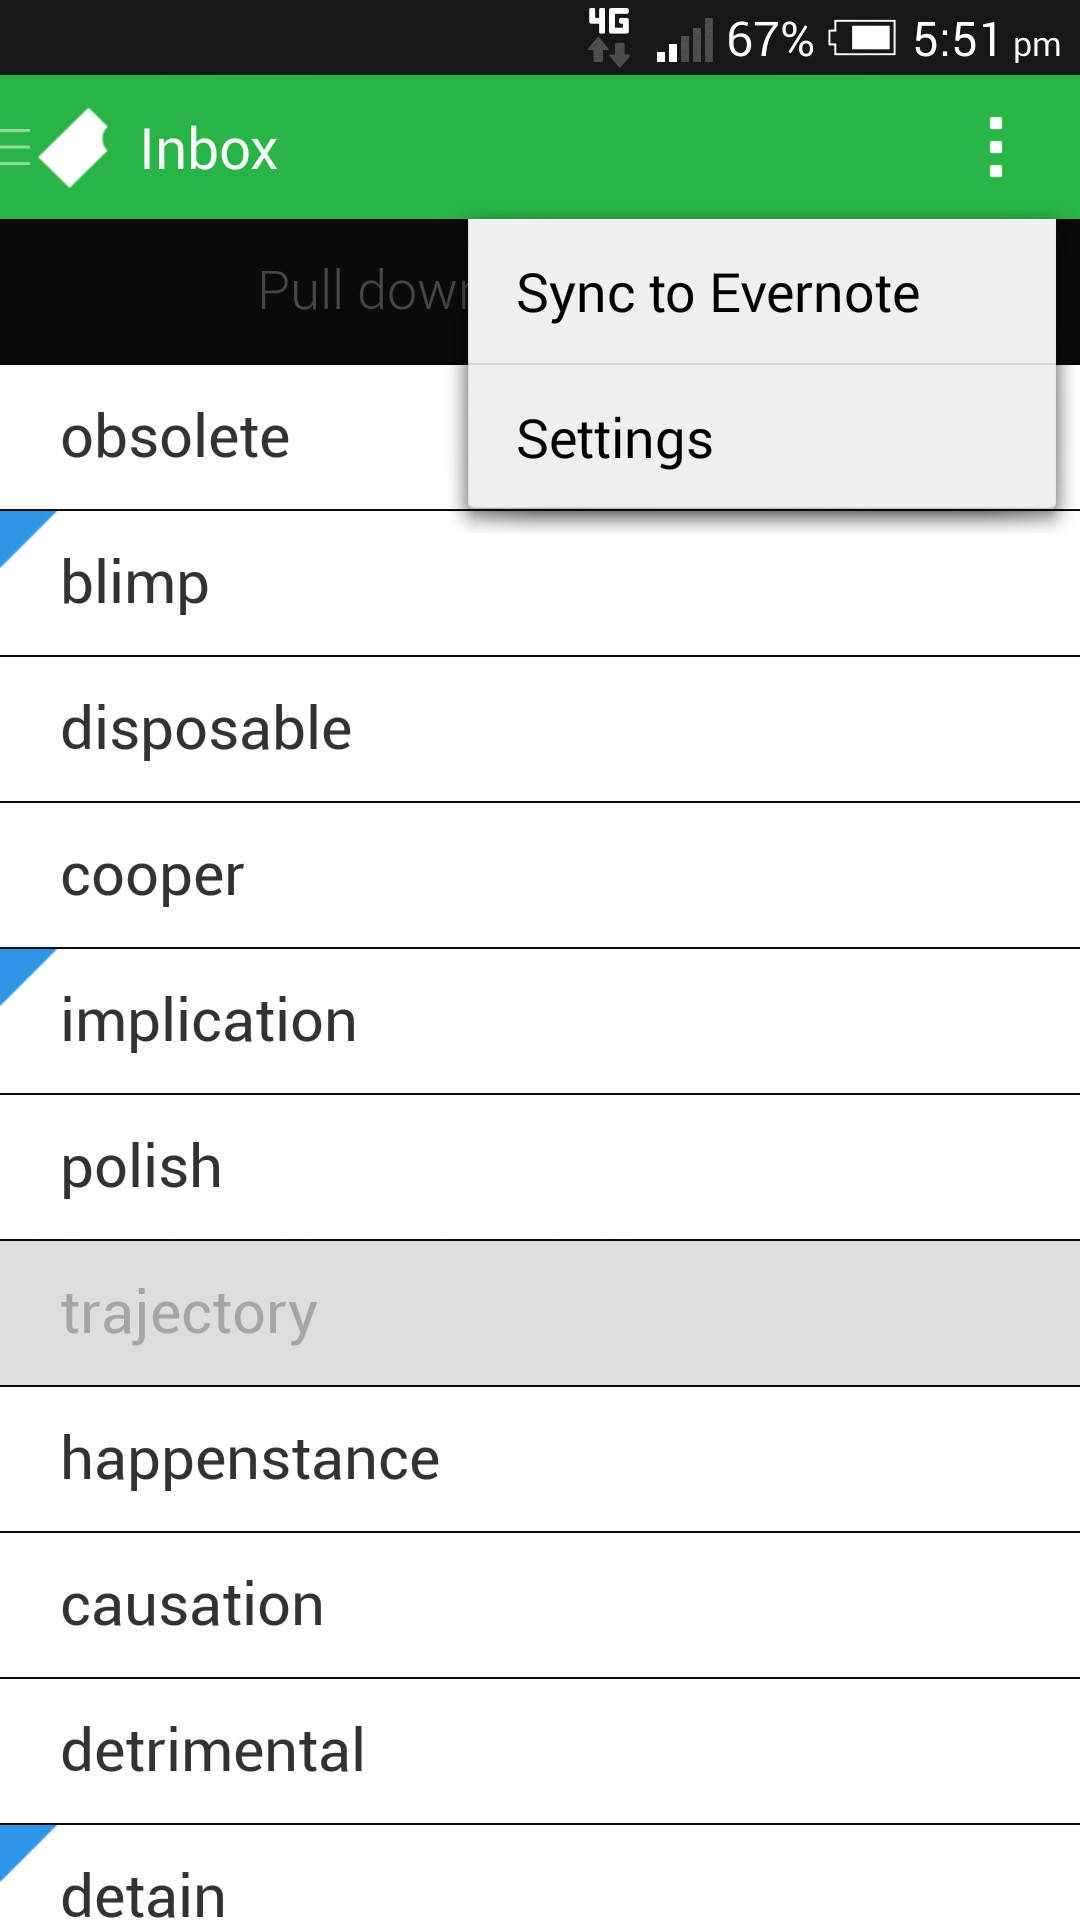 4G 67% 5:51 pm
Inbox
Pull down
Sync to Evernote
Settings
obsolete
blimp
disposable
cooper
implication
polish
trajectory
happenstance
causation
detrimental
detain